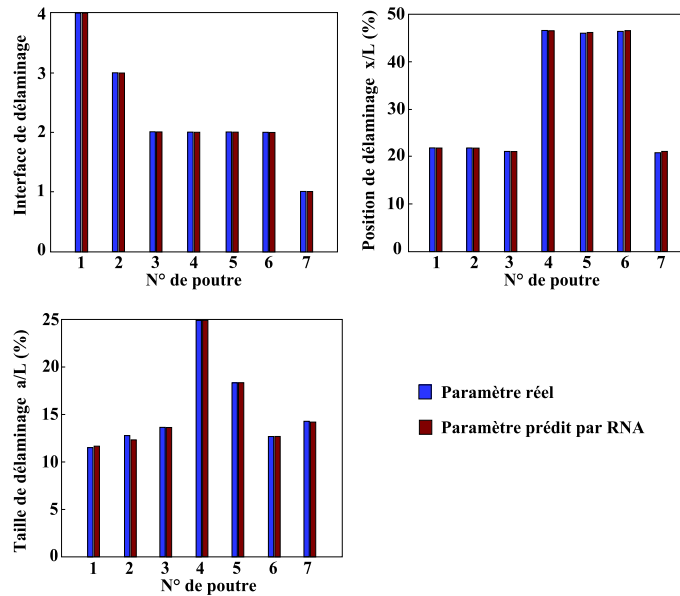 Interface de délaminage
4
3
2
1
0
1 2 3 4 5 6 7
N° de poutre
Position de délaminage x/L (%)
50
40
30
20
10
0
1 2 3 4 5 6 7
N° de poutre
Taille de délaminage a/L (%)
25
20
15
10
5
0
1 2 3 4 5 6 7
N° de poutre
Paramètre réel
Paramètre prédit par RNA